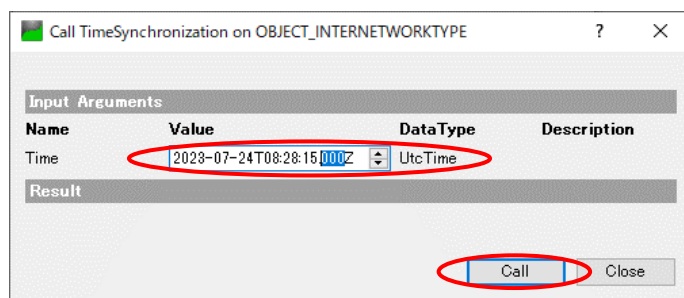 Call TimeSynchronization on OBJECT_INTERNETWORKTYPE ? ×
Input Arguments
Name Value DataType Description
Time 2023-07-24T08:28:15.000Z UtcTime
Result
Call Close